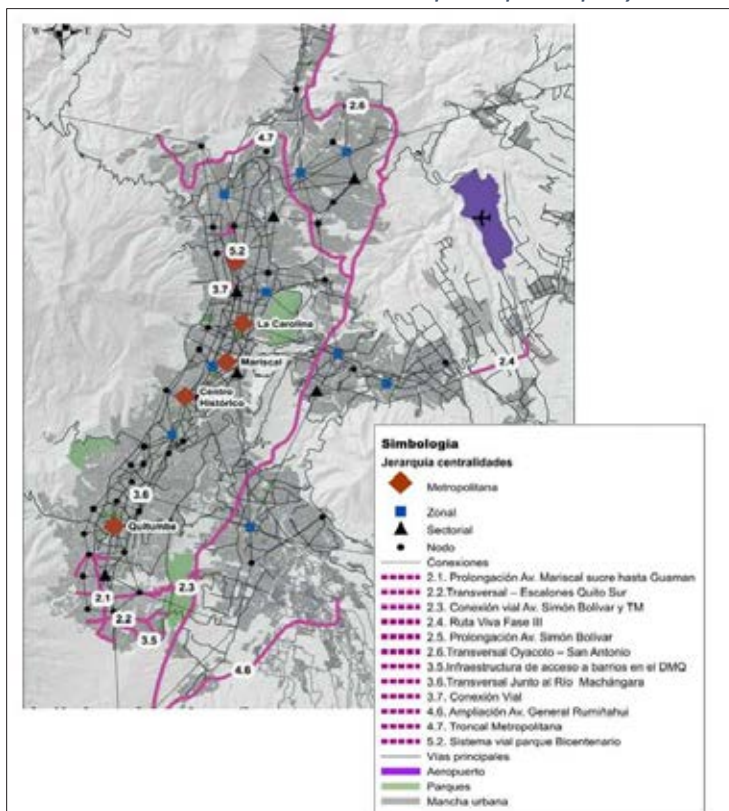 W
E
2.6
4.7
5.2
3.7
La Carolina
Mariscal
2.4
Centro
Histórico
3.6
Quitumbe
2.3
2.1
2.2
3.5
4.6
Simbología
Jerarquía centralidades
Metropolitana
Zonal
Sectorial
Nodo
Conexiones
2.1. Prolongación Av. Mariscal sucre hasta Guaman
2.2.Transversal – Escalones Quito Sur
2.3. Conexión vial Av. Simón Bolívar y TM
2.4. Ruta Viva Fase III
2.5. Prolongación Av. Simón Bolívar
2.6.Transversal Oyacoto – San Antonio
3.5.Infraestructura de acceso a barrios en el DMQ
3.6.Transversal Junto al Río Machángara
3.7. Conexión Vial
4.6. Ampliación Av. General Rumiñahui
4.7. Troncal Metropolitana
5.2. Sistema vial parque Bicentenario
Vías principales
Aeropuerto
Parques
Mancha urbana